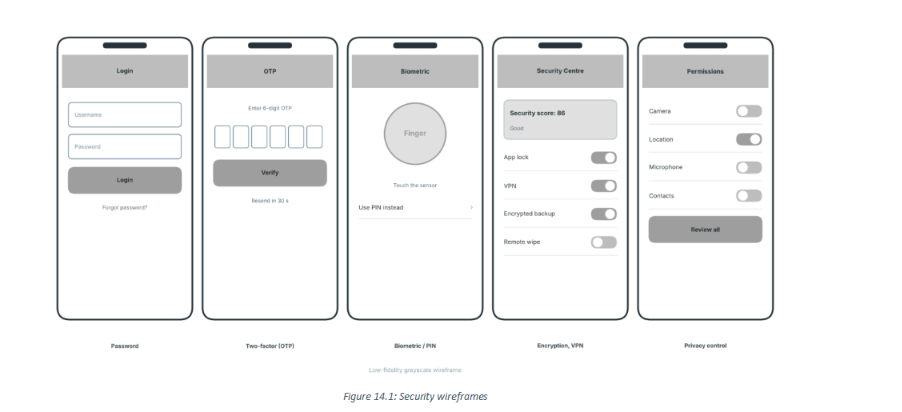 Login
Username
Password
Login
Forgot password?
OTP
Enter 6-digit OTP
Verify
Resend in 30 s
Biometric
Finger
Touch the sensor
Use PIN instead ›
Security Centre
Security score: 86
Good
App lock
VPN
Encrypted backup
Remote wipe
Permissions
Camera
Location
Microphone
Contacts
Review all
Password
Two-factor (OTP)
Biometric / PIN
Encryption, VPN
Privacy control
Low-fidelity greyscale wireframe
Figure 14.1: Security wireframes